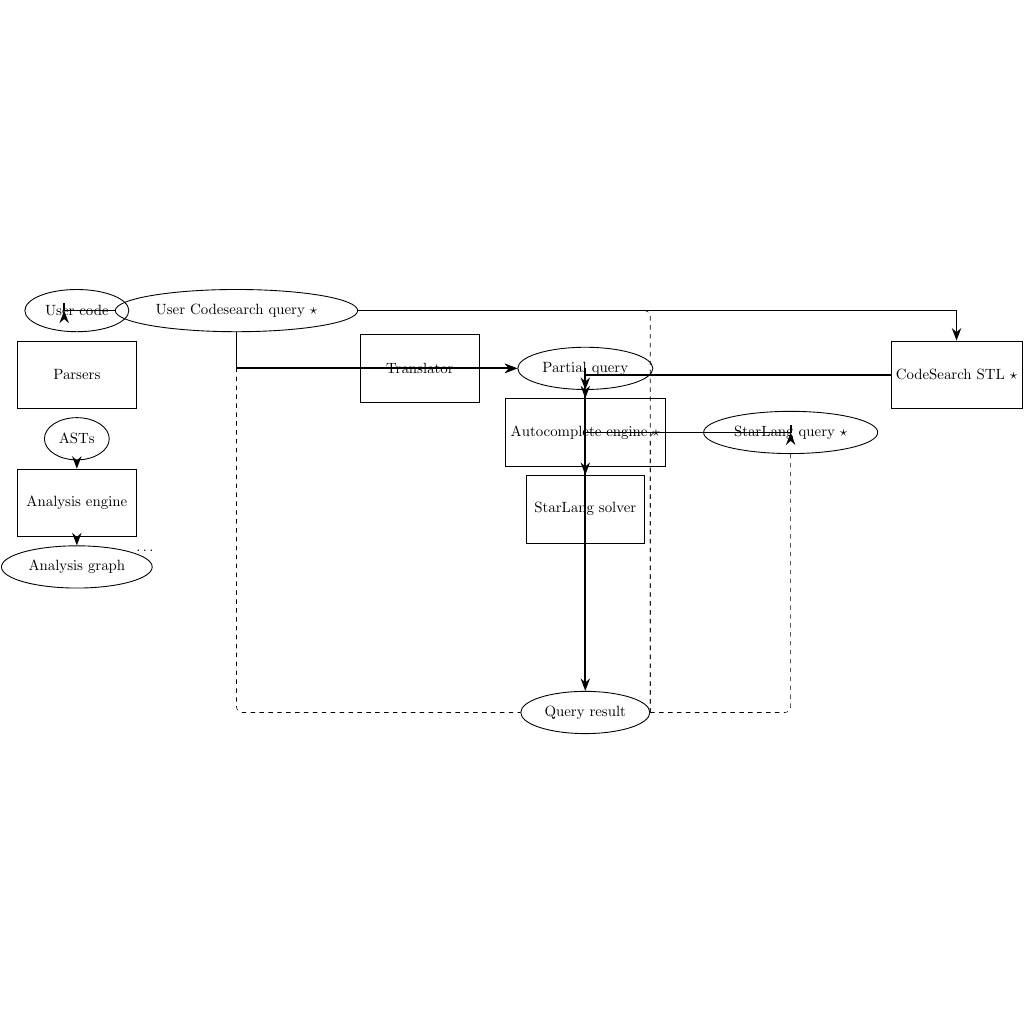 User code
User Codesearch query ⋆
Parsers
Translator
Partial query
CodeSearch STL ⋆
ASTs
Autocomplete engine ⋆
StarLang query ⋆
Analysis engine
StarLang solver
...
Analysis graph
Query result